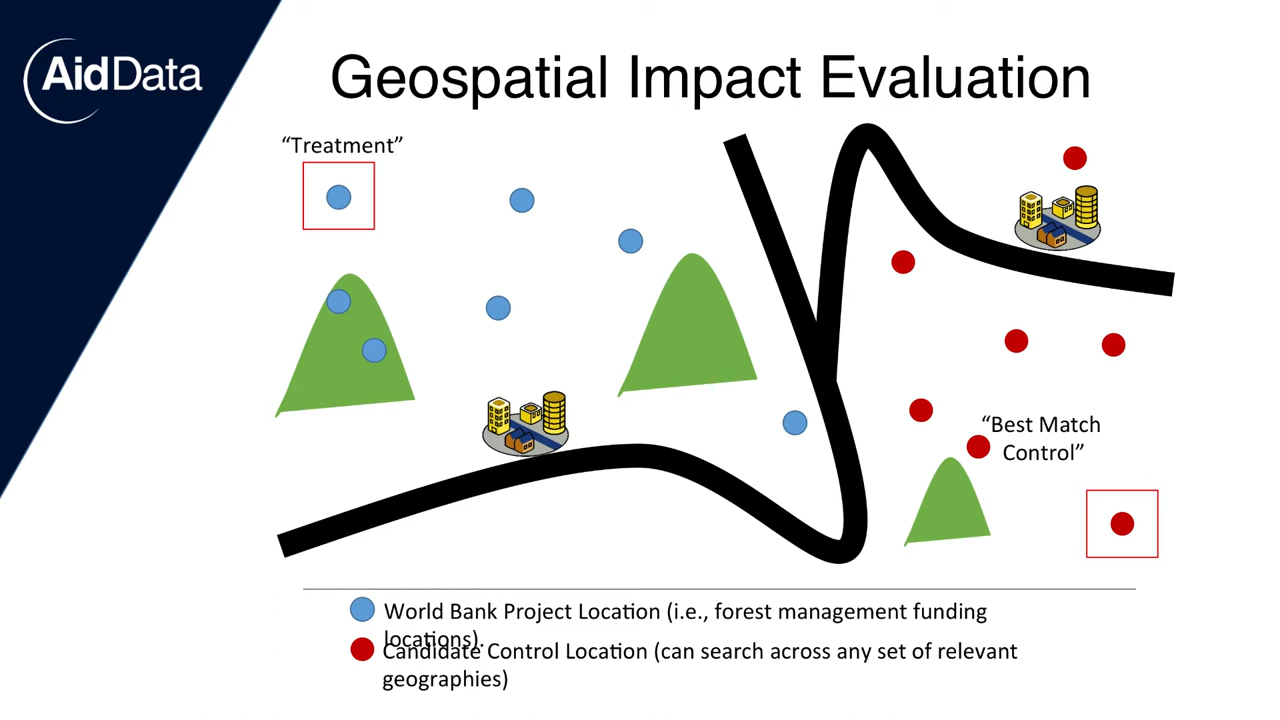 AidData
Geospatial Impact Evaluation
“Treatment”
“Best Match
Control”
World Bank Project Location (i.e., forest management funding
locations).
Candidate Control Location (can search across any set of relevant
geographies)